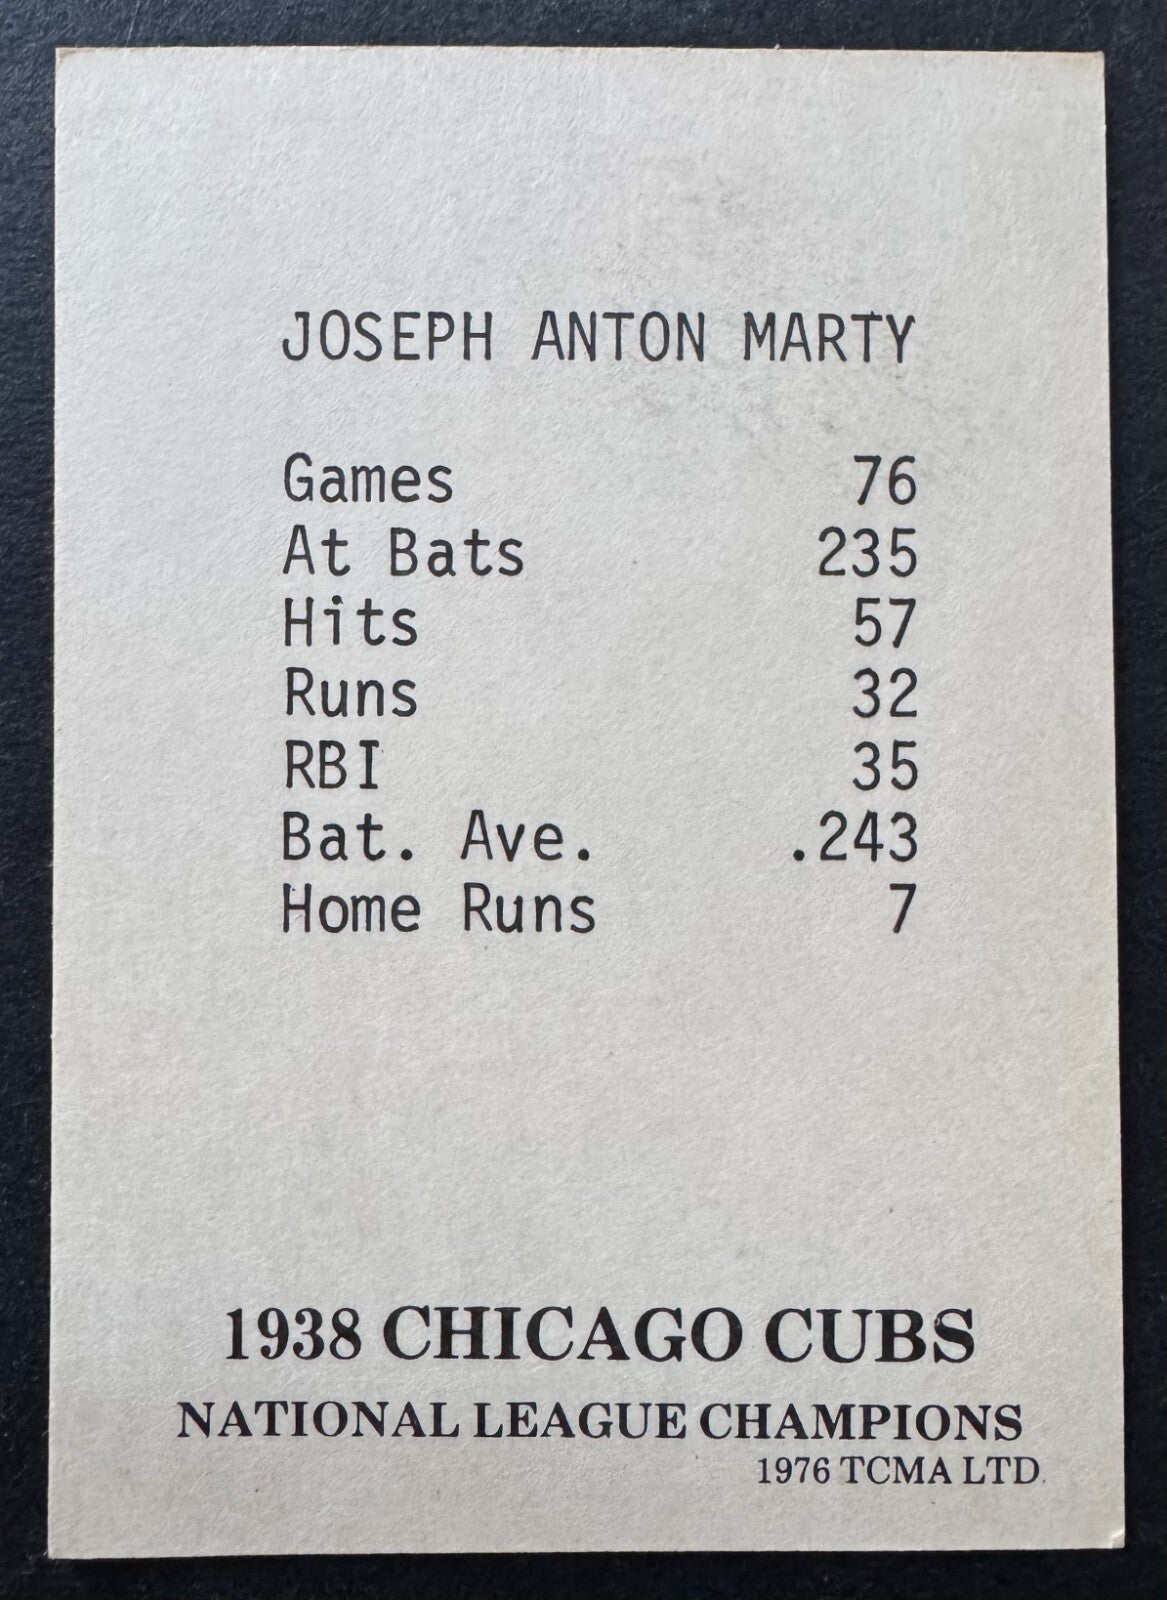 JOSEPH ANTON MARTY
Games 76
At Bats 235
Hits 57
Runs 32
RBI 35
Bat. Ave. .243
Home Runs 7
1938 CHICAGO CUBS
NATIONAL LEAGUE CHAMPIONS
1976 TCMA LTD.